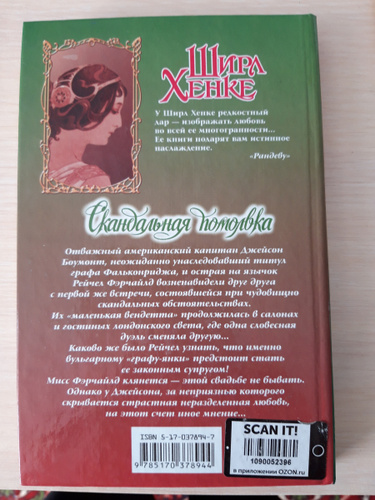 Ширл
Хенке
У Ширл Хенке редкостный
дар — изображать любовь
во всей ее многогранности...
Ее книги подарят вам истинное
наслаждение.
«Рандеву»
Скандальная помолвка
Отважный американский капитан Джейсон
Боумонт, неожиданно унаследовавший титул
графа Фальконриджа, и острая на язычок
Рейчел Фэрчайлд возненавидели друг друга
с первой же встречи, состоявшейся при чудовищно
скандальных обстоятельствах.
Их «маленькая вендетта» продолжилась в салонах
и гостиных лондонского света, где одна словесная
дуэль сменяла другую...
Каково же было Рейчел узнать, что именно
вульгарному «графу-янки» предстоит стать
ее законным супругом!
Мисс Фэрчайлд клянется — этой свадьбе не бывать.
Однако у Джейсона, за неприязнью которого
скрывается страстная неразделенная любовь,
на этот счет иное мнение...
ISBN 5-17-037894-7
9 785170 378944
SCAN IT!
1090052396
в приложении OZON.ru